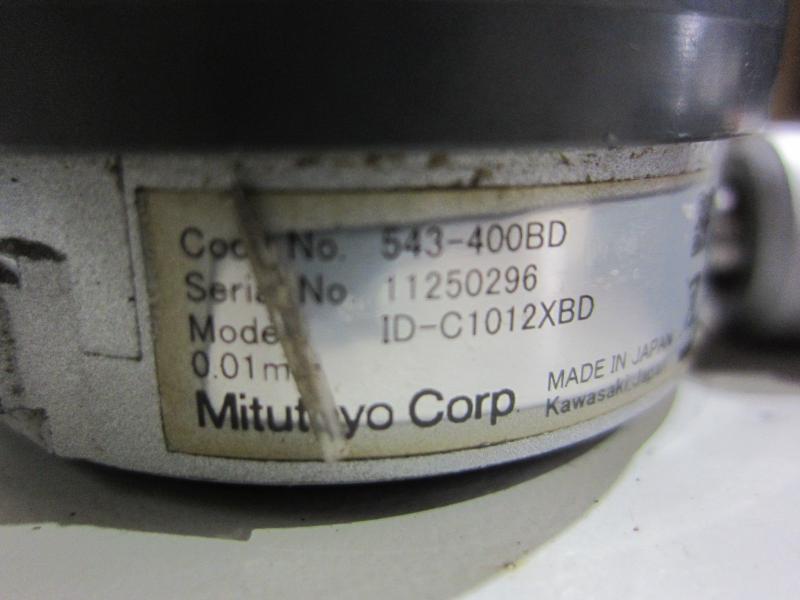 Code No. 543-400BD
Serial No. 11250296
Model ID-C1012XBD
0.01mm
Mitutoyo Corp.
MADE IN JAPAN
Kawasaki, Japan